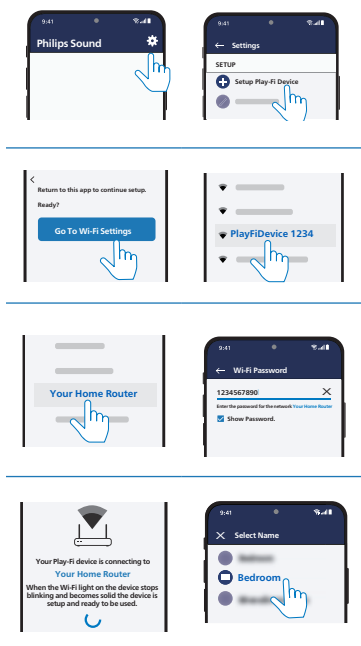 9:41
Philips Sound
9:41
← Settings
SETUP
Setup Play-Fi Device
Return to this app to continue setup.
Ready?
Go To Wi-Fi Settings
PlayFiDevice 1234
Your Home Router
9:41
← Wi-Fi Password
1234567890
Enter the password for the network Your Home Router
Show Password.
Your Play-Fi device is connecting to
Your Home Router
When the Wi-Fi light on the device stops
blinking and becomes solid the device is
setup and ready to be used.
9:41
Select Name
Bedroom